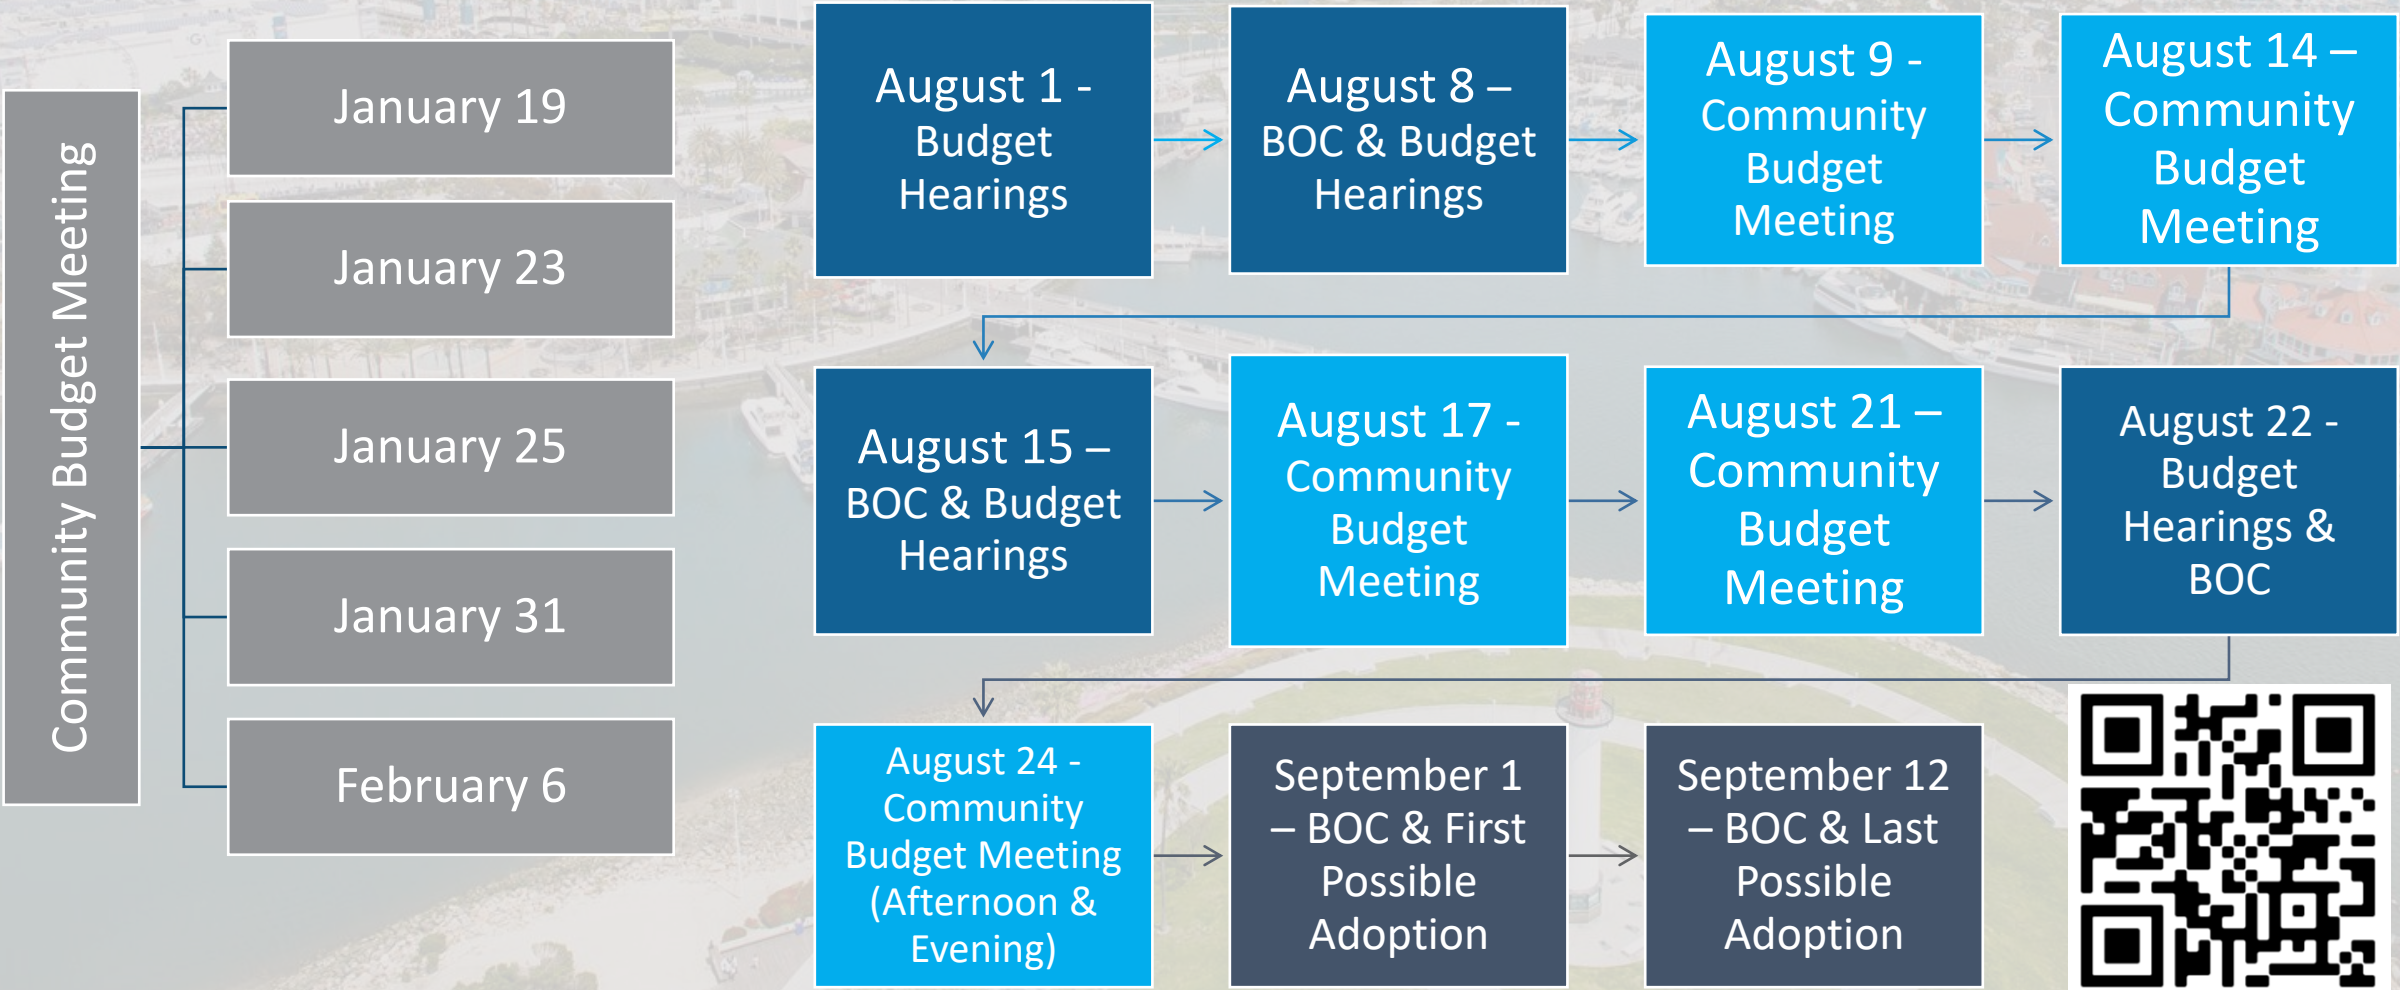 Community Budget Meeting
January 19
January 23
January 25
January 31
February 6
August 1 -
Budget
Hearings
August 8 –
BOC & Budget
Hearings
August 9 -
Community
Budget
Meeting
August 14 –
Community
Budget
Meeting
August 15 –
BOC & Budget
Hearings
August 17 -
Community
Budget
Meeting
August 21 –
Community
Budget
Meeting
August 22 -
Budget
Hearings &
BOC
August 24 -
Community
Budget Meeting
(Afternoon &
Evening)
September 1
– BOC & First
Possible
Adoption
September 12
– BOC & Last
Possible
Adoption